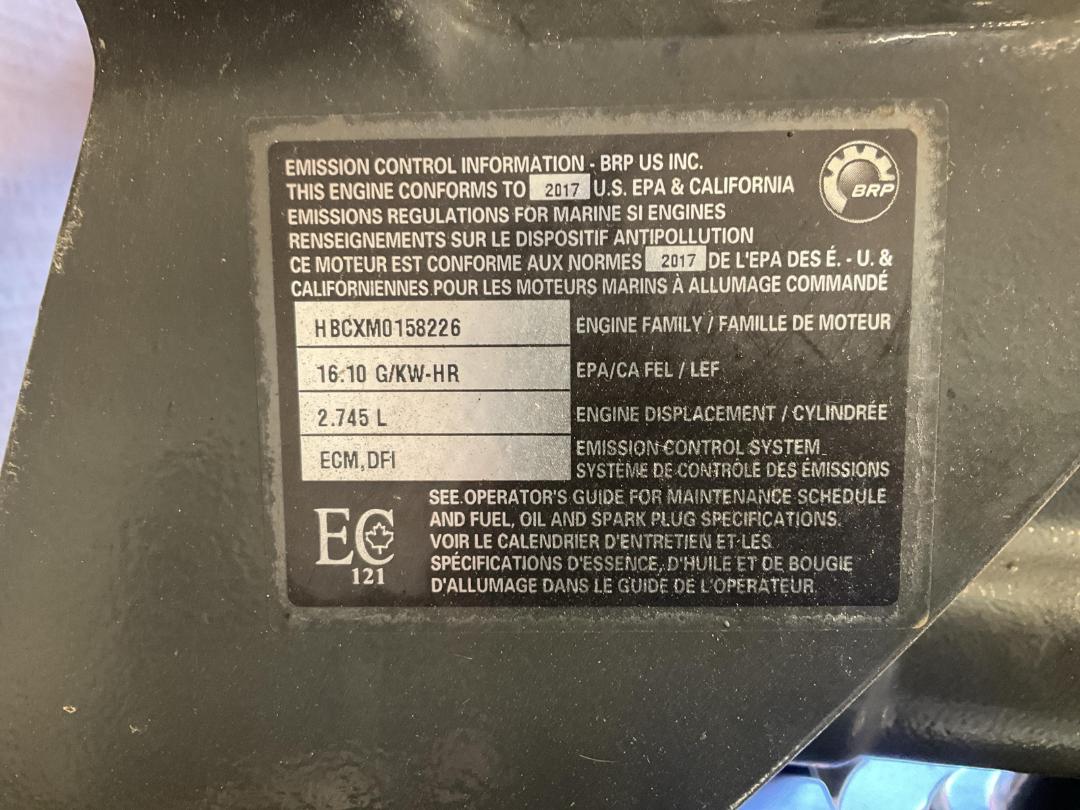 EMISSION CONTROL INFORMATION - BRP US INC.
THIS ENGINE CONFORMS TO 2017 U.S. EPA & CALIFORNIA
EMISSIONS REGULATIONS FOR MARINE SI ENGINES
RENSEIGNEMENTS SUR LE DISPOSITIF ANTIPOLLUTION
CE MOTEUR EST CONFORME AUX NORMES 2017 DE L'EPA DES É. - U. &
CALIFORNIENNES POUR LES MOTEURS MARINS À ALLUMAGE COMMANDÉ
BRP
HBCXM0158226 ENGINE FAMILY / FAMILLE DE MOTEUR
16.10 G/KW-HR EPA/CA FEL / LEF
2.745 L ENGINE DISPLACEMENT / CYLINDRÉE
ECM,DFI EMISSION CONTROL SYSTEM
SYSTÈME DE CONTRÔLE DES ÉMISSIONS
EC
121
SEE OPERATOR'S GUIDE FOR MAINTENANCE SCHEDULE
AND FUEL, OIL AND SPARK PLUG SPECIFICATIONS.
VOIR LE CALENDRIER D'ENTRETIEN ET LES
SPÉCIFICATIONS D'ESSENCE, D'HUILE ET DE BOUGIE
D'ALLUMAGE DANS LE GUIDE DE L'OPÉRATEUR